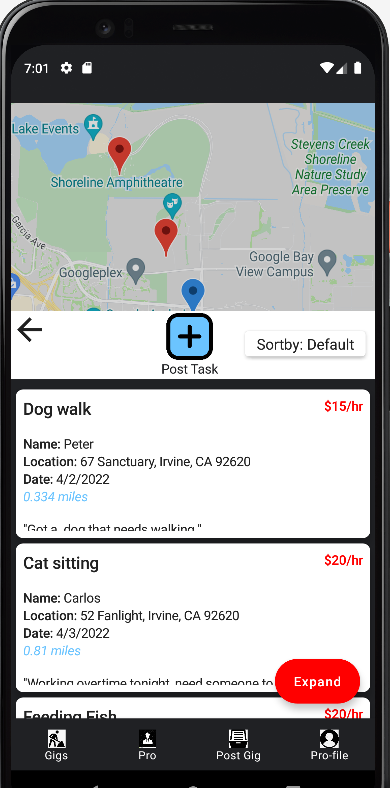 7:01
Lake Events
Stevens Creek
Shoreline
Nature Study
Area Preserve
Shoreline Amphitheatre
Garcia Ave
Google Bay
View Campus
Googleplex
Post Task
Sortby: Default
Dog walk
$15/hr
Name: Peter
Location: 67 Sanctuary, Irvine, CA 92620
Date: 4/2/2022
0.334 miles
"Got a dog that needs walking."
Cat sitting
$20/hr
Name: Carlos
Location: 52 Fanlight, Irvine, CA 92620
Date: 4/3/2022
0.81 miles
"Working overtime tonight, need someone to
Expand
Feeding Fish
$20/hr
Gigs
Pro
Post Gig
Pro-file